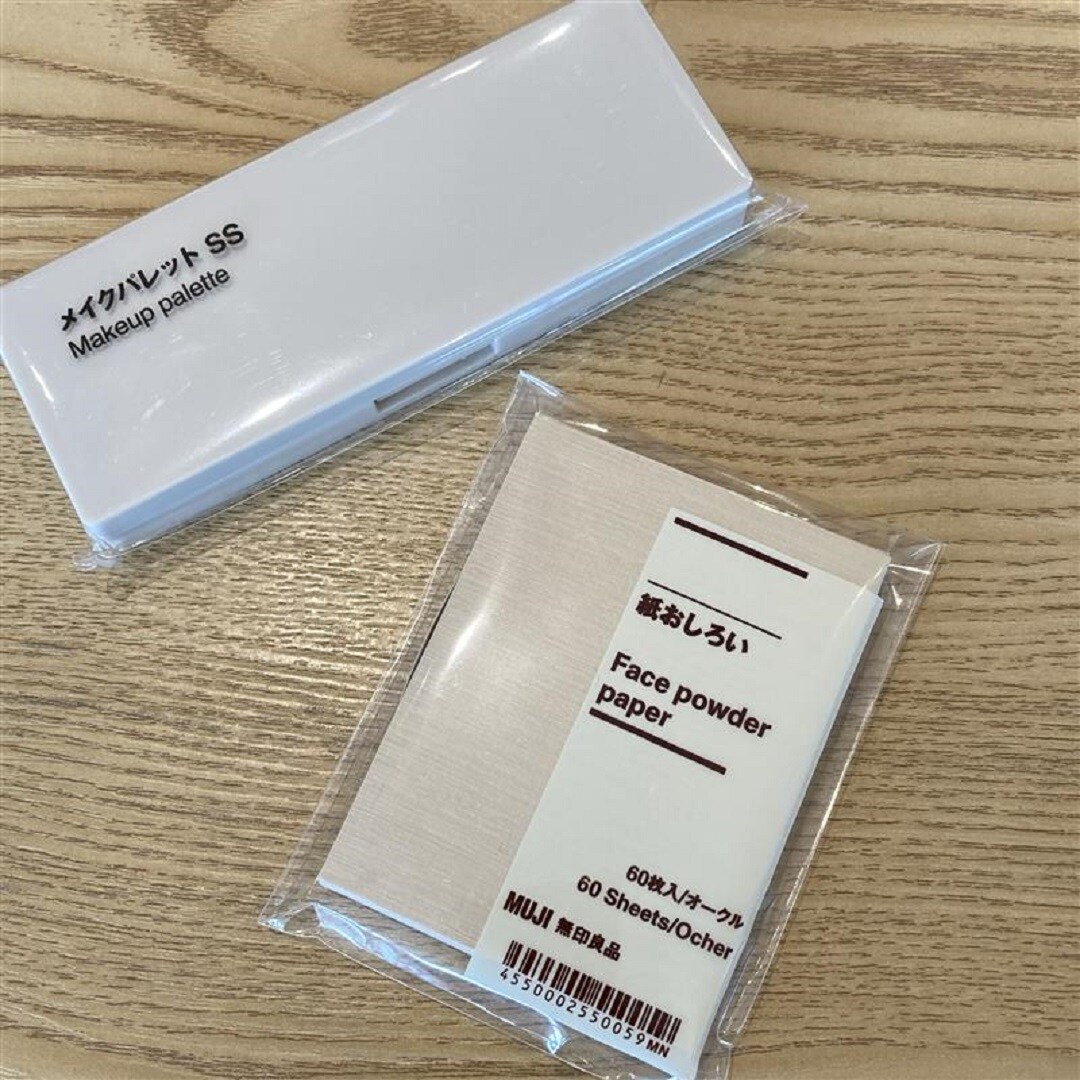 メイクパレット SS
Makeup palette
紙おしろい
Face powder
paper
60枚入/オークル
60 Sheets/Ocher
MUJI 無印良品
4550002550059MN